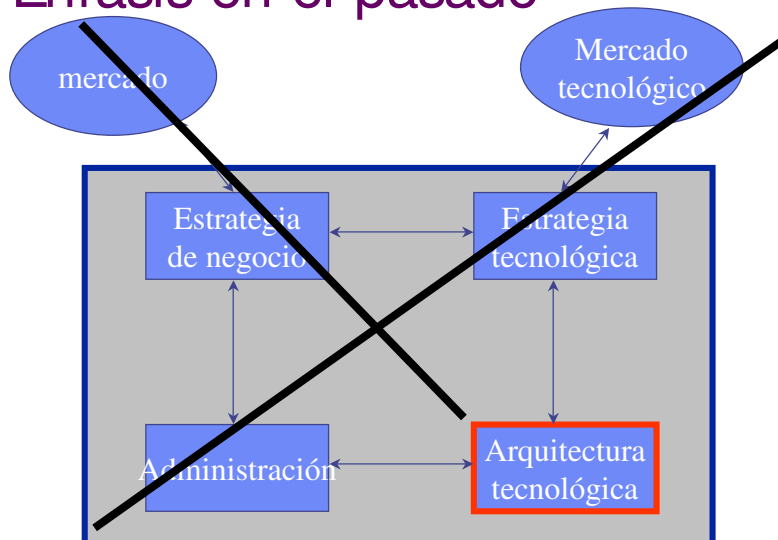 Énfasis en el pasado
mercado
Mercado
tecnológico
Estrategia
de negocio
Estrategia
tecnológica
Administración
Arquitectura
tecnológica